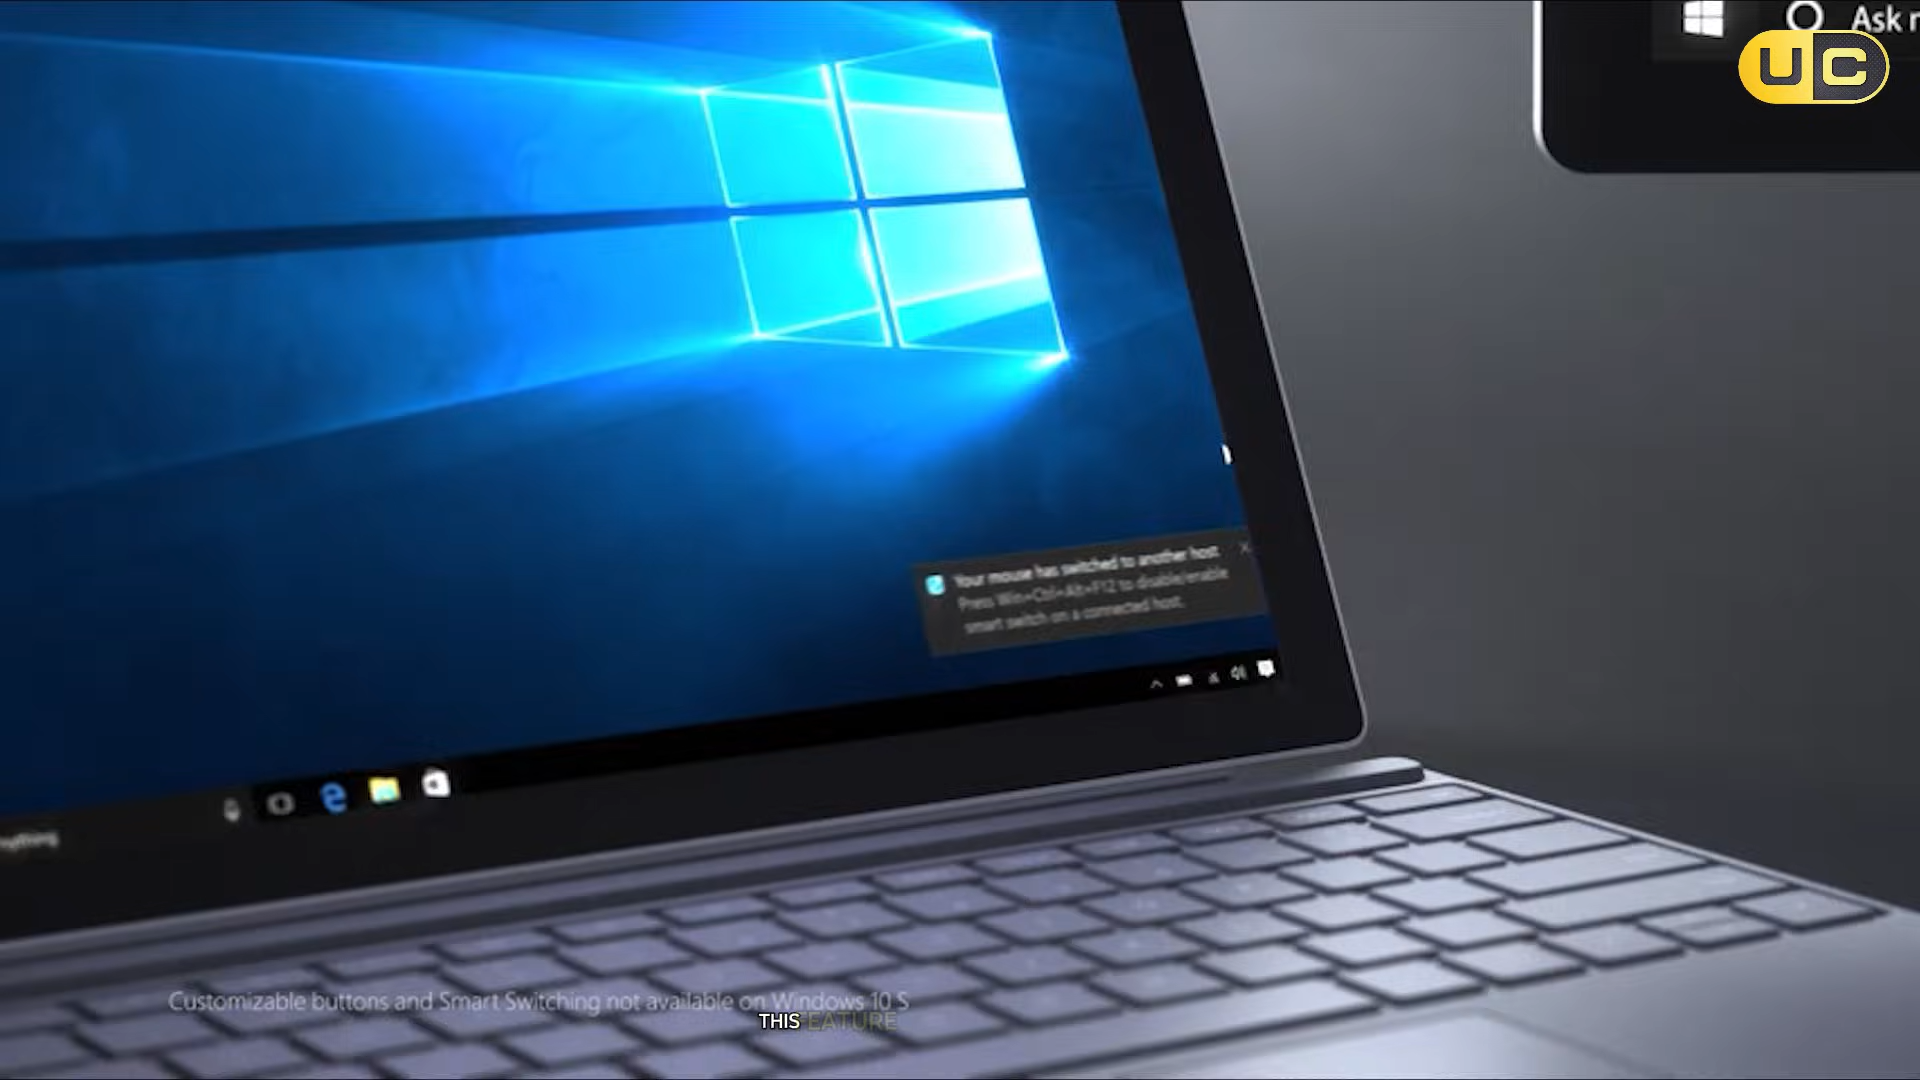 Ask
UC
Your mouse has switched to another host
Press Win+Ctrl+Alt+F12 to disable/enable
smart switch on a connected host.
Customizable buttons and Smart Switching not available on Windows 10 S
THIS FEATURE